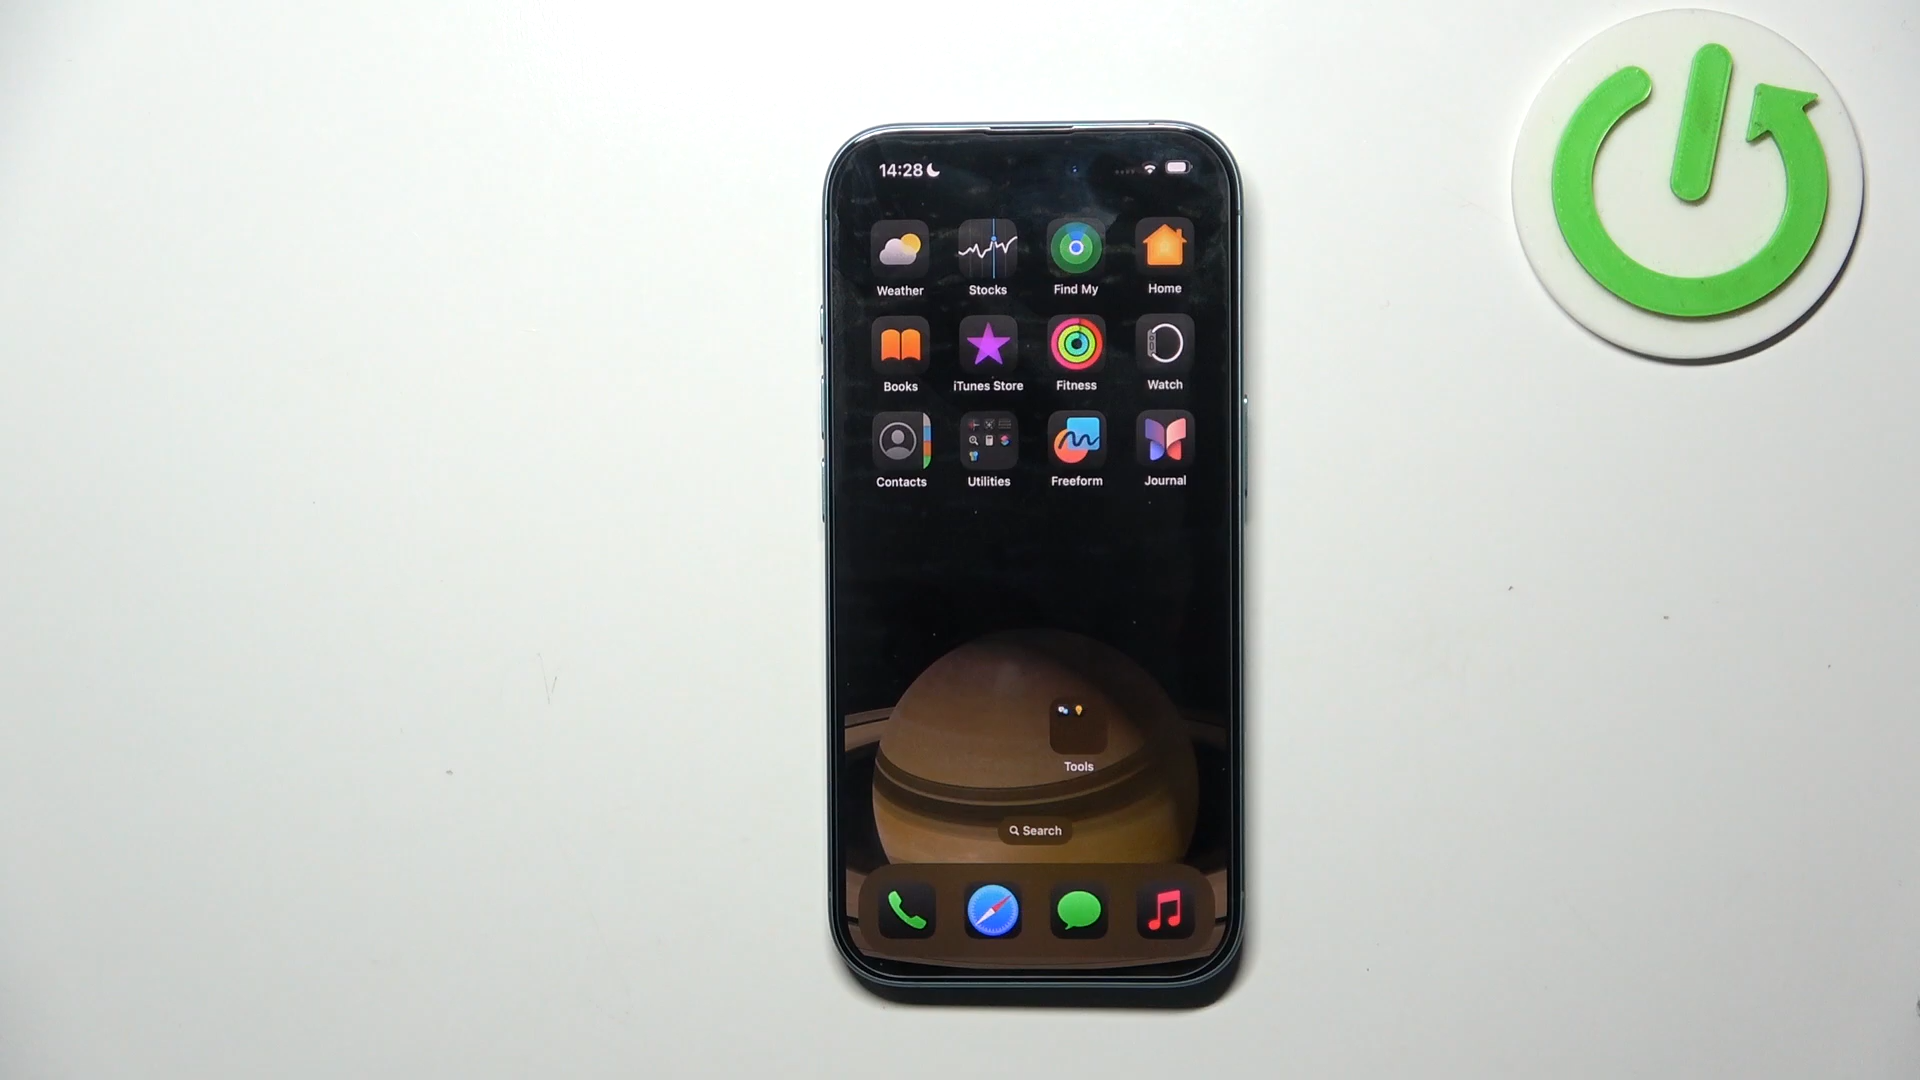 14:28
Weather Stocks Find My Home
Books iTunes Store Fitness Watch
Contacts Utilities Freeform Journal
Tools
Search